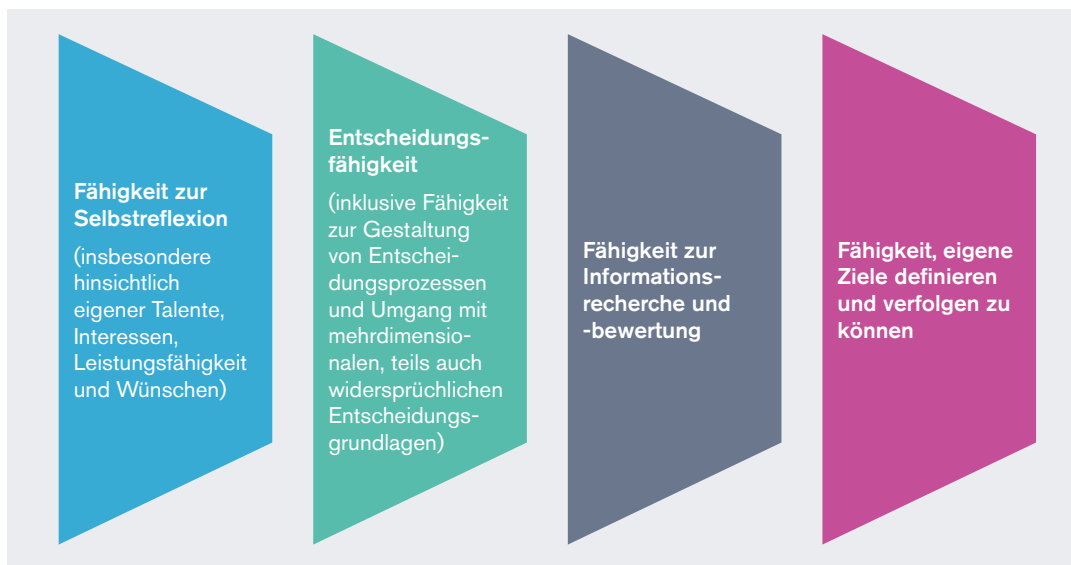 Fähigkeit zur
Selbstreflexion
(insbesondere
hinsichtlich
eigener Talente,
Interessen,
Leistungsfähigkeit
und Wünschen)
Entscheidungs-
fähigkeit
(inklusive Fähigkeit
zur Gestaltung
von Entschei-
dungsprozessen
und Umgang mit
mehrdimensio-
nalen, teils auch
widersprüchlichen
Entscheidungs-
grundlagen)
Fähigkeit zur
Informations-
recherche und
-bewertung
Fähigkeit, eigene
Ziele definieren
und verfolgen zu
können